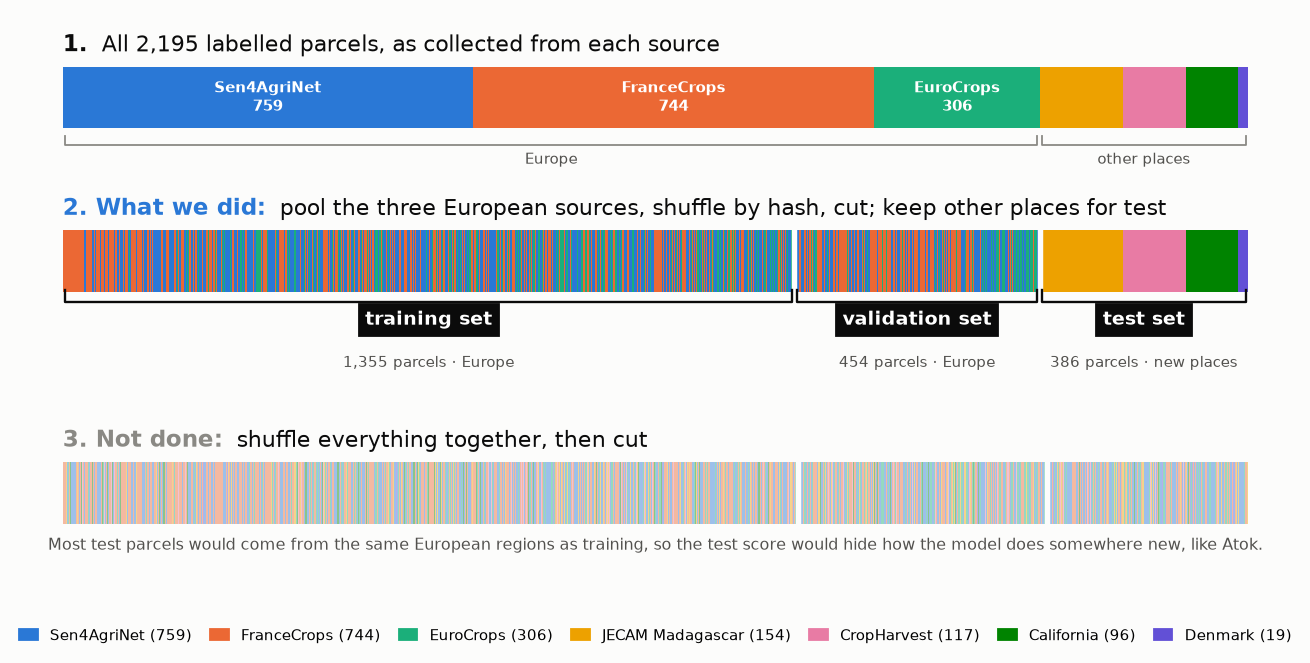 1. All 2,195 labelled parcels, as collected from each source
Sen4AgriNet
759
FranceCrops
744
EuroCrops
306
Europe
other places
2. What we did: pool the three European sources, shuffle by hash, cut; keep other places for test
training set
validation set
test set
1,355 parcels · Europe
454 parcels · Europe
386 parcels · new places
3. Not done: shuffle everything together, then cut
Most test parcels would come from the same European regions as training, so the test score would hide how the model does somewhere new, like Atok.
Sen4AgriNet (759)
FranceCrops (744)
EuroCrops (306)
JECAM Madagascar (154)
CropHarvest (117)
California (96)
Denmark (19)